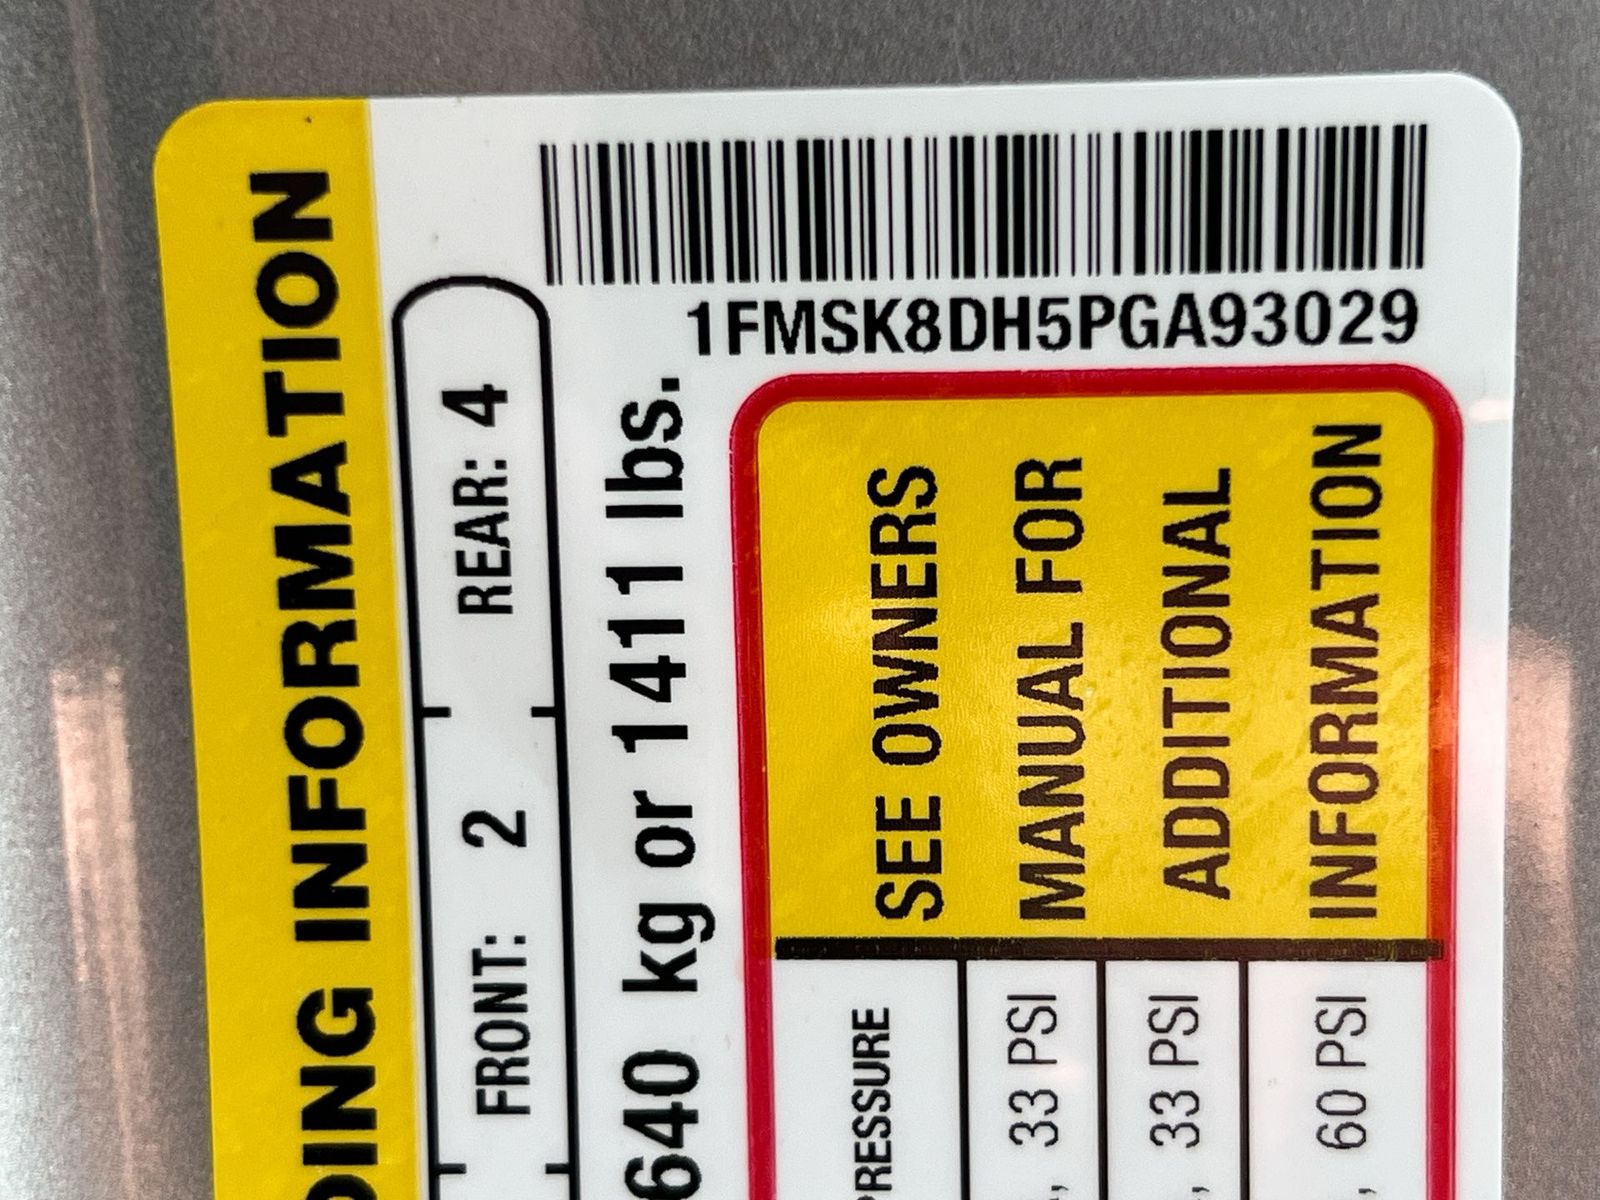 1FMSK8DH5PGA93029
DING INFORMATION
FRONT: 2 REAR: 4
640 kg or 1411 lbs.
PRESSURE
, 33 PSI
, 33 PSI
, 60 PSI
SEE OWNERS
MANUAL FOR
ADDITIONAL
INFORMATION